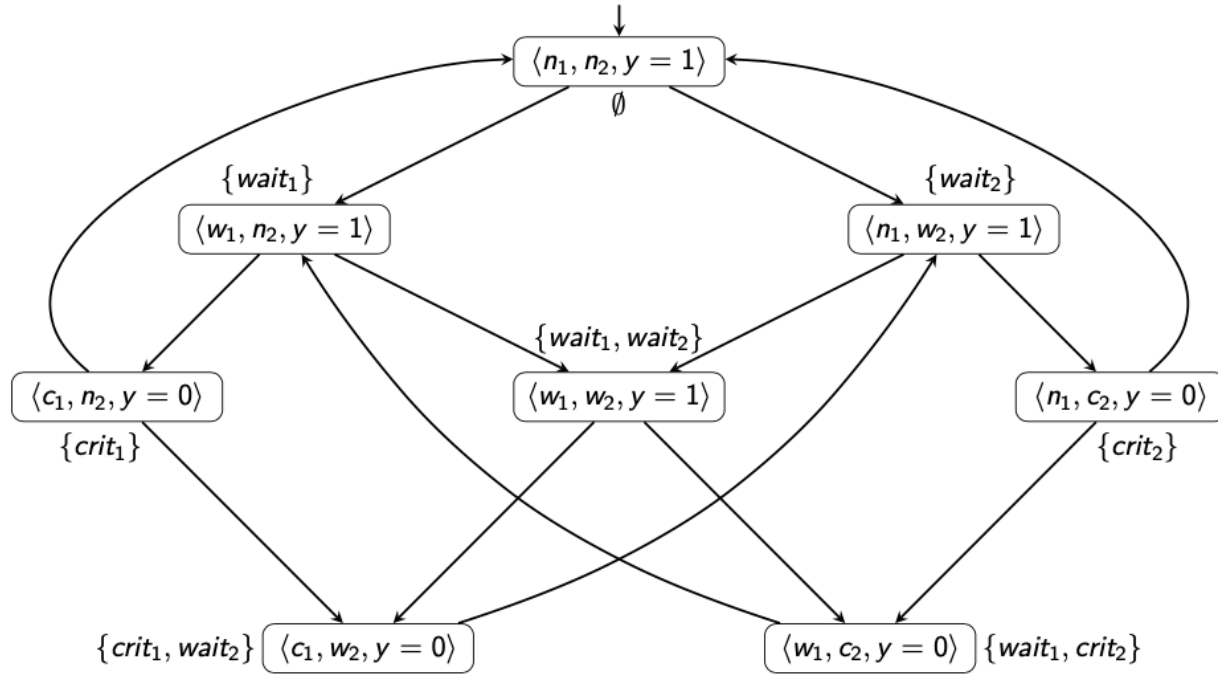 ⟨n₁, n₂, y = 1⟩
∅
{wait₁}
{wait₂}
⟨w₁, n₂, y = 1⟩
⟨n₁, w₂, y = 1⟩
{wait₁, wait₂}
⟨c₁, n₂, y = 0⟩
⟨w₁, w₂, y = 1⟩
⟨n₁, c₂, y = 0⟩
{crit₁}
{crit₂}
{crit₁, wait₂}
⟨c₁, w₂, y = 0⟩
⟨w₁, c₂, y = 0⟩
{wait₁, crit₂}